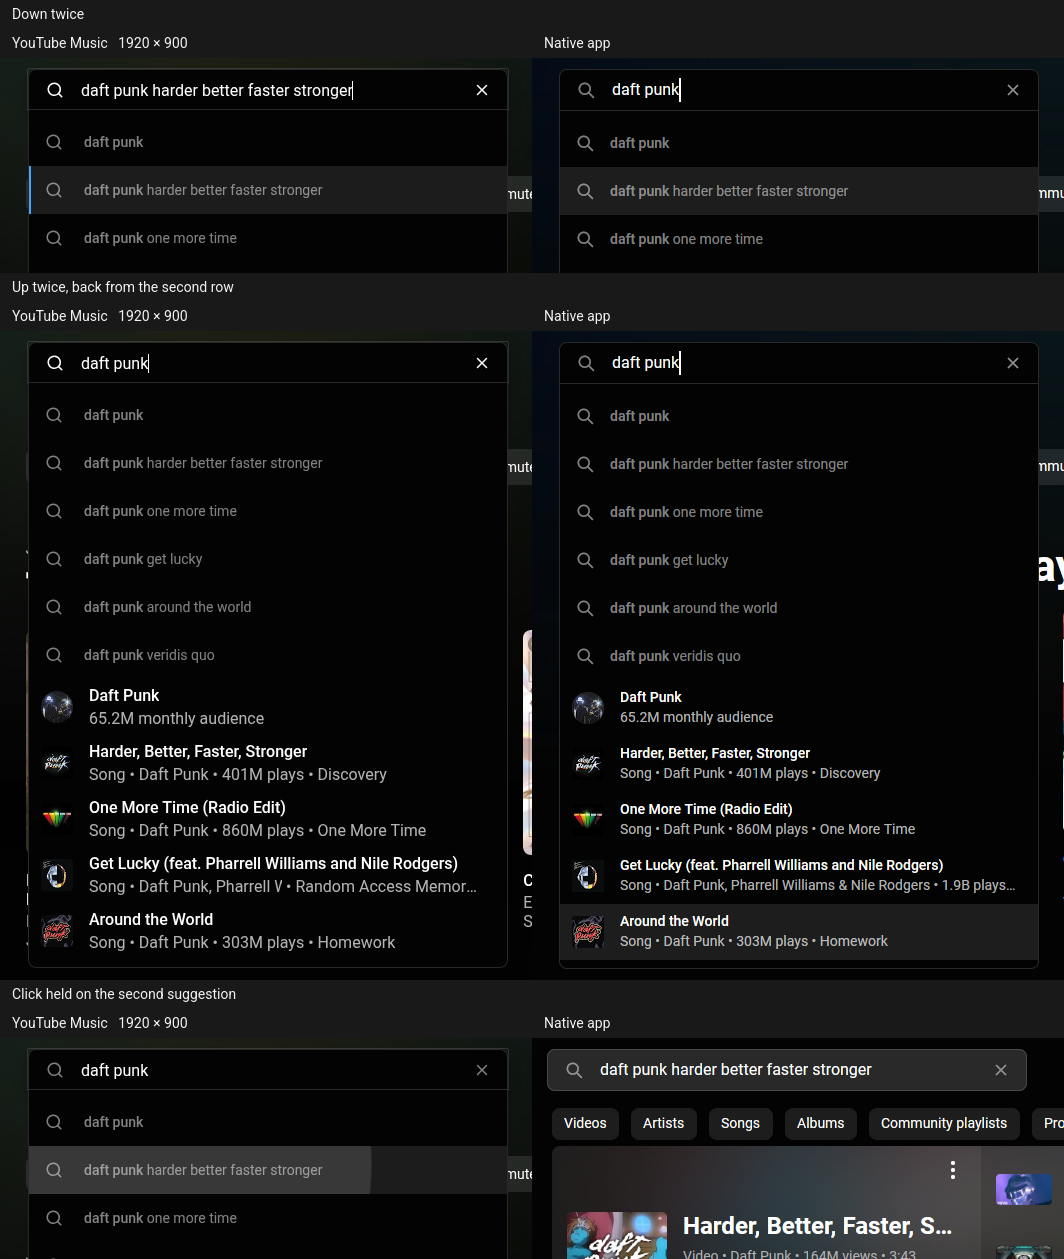 Down twice
YouTube Music 1920 × 900
Native app
daft punk harder better faster stronger
daft punk
daft punk harder better faster stronger
daft punk one more time
mute
daft punk
daft punk
daft punk harder better faster stronger
daft punk one more time
mmu
Up twice, back from the second row
YouTube Music 1920 × 900
Native app
daft punk
daft punk
daft punk harder better faster stronger
daft punk one more time
daft punk get lucky
daft punk around the world
daft punk veridis quo
Daft Punk
65.2M monthly audience
Harder, Better, Faster, Stronger
Song • Daft Punk • 401M plays • Discovery
One More Time (Radio Edit)
Song • Daft Punk • 860M plays • One More Time
Get Lucky (feat. Pharrell Williams and Nile Rodgers)
Song • Daft Punk, Pharrell V • Random Access Memor…
Around the World
Song • Daft Punk • 303M plays • Homework
mute
C
E
S
daft punk
daft punk
daft punk harder better faster stronger
daft punk one more time
daft punk get lucky
daft punk around the world
daft punk veridis quo
Daft Punk
65.2M monthly audience
Harder, Better, Faster, Stronger
Song • Daft Punk • 401M plays • Discovery
One More Time (Radio Edit)
Song • Daft Punk • 860M plays • One More Time
Get Lucky (feat. Pharrell Williams and Nile Rodgers)
Song • Daft Punk, Pharrell Williams & Nile Rodgers • 1.9B plays…
Around the World
Song • Daft Punk • 303M plays • Homework
mmu
ay
Click held on the second suggestion
YouTube Music 1920 × 900
Native app
daft punk
daft punk
daft punk harder better faster stronger
daft punk one more time
mute
daft punk harder better faster stronger
Videos
Artists
Songs
Albums
Community playlists
Pro
daft
Harder, Better, Faster, S…
Video • Daft Punk • 164M views • 3:43